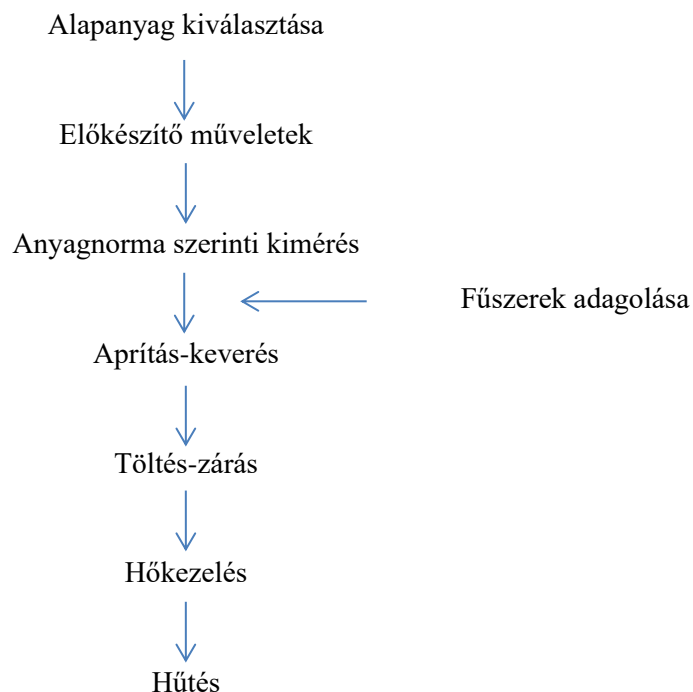 Alapanyag kiválasztása
Előkészítő műveletek
Anyagnorma szerinti kimérés
Fűszerek adagolása
Aprítás-keverés
Töltés-zárás
Hőkezelés
Hűtés